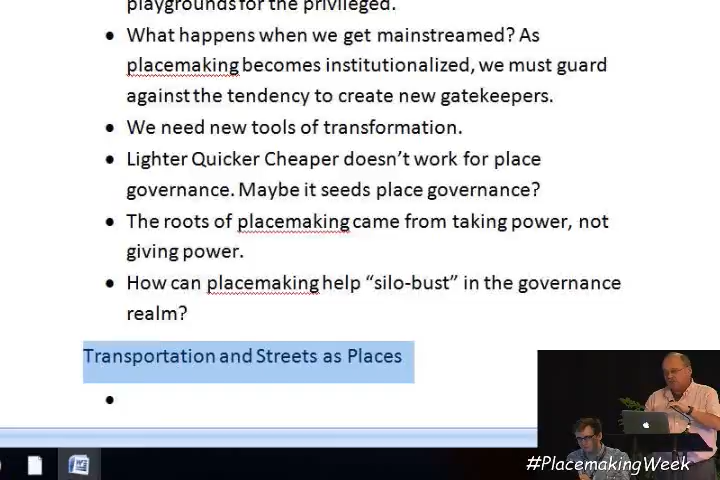 playgrounds for the privileged.
• What happens when we get mainstreamed? As
placemaking becomes institutionalized, we must guard
against the tendency to create new gatekeepers.
• We need new tools of transformation.
• Lighter Quicker Cheaper doesn't work for place
governance. Maybe it seeds place governance?
• The roots of placemaking came from taking power, not
giving power.
• How can placemaking help “silo-bust” in the governance
realm?
Transportation and Streets as Places
•
#PlacemakingWeek